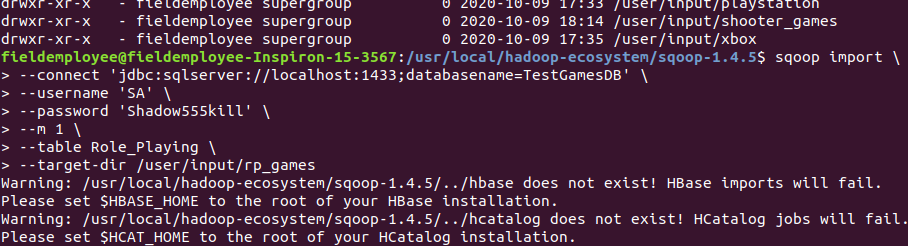 drwxr-xr-x   - fieldemployee supergroup          0 2020-10-09 17:33 /user/input/playstation
drwxr-xr-x   - fieldemployee supergroup          0 2020-10-09 18:14 /user/input/shooter_games
drwxr-xr-x   - fieldemployee supergroup          0 2020-10-09 17:35 /user/input/xbox
fieldemployee@fieldemployee-Inspiron-15-3567:/usr/local/hadoop-ecosystem/sqoop-1.4.5$ sqoop import \
> --connect 'jdbc:sqlserver://localhost:1433;databasename=TestGamesDB' \
> --username 'SA' \
> --password 'Shadow555kill' \
> --m 1 \
> --table Role_Playing \
> --target-dir /user/input/rp_games
Warning: /usr/local/hadoop-ecosystem/sqoop-1.4.5/../hbase does not exist! HBase imports will fail.
Please set $HBASE_HOME to the root of your HBase installation.
Warning: /usr/local/hadoop-ecosystem/sqoop-1.4.5/../hcatalog does not exist! HCatalog jobs will fail.
Please set $HCAT_HOME to the root of your HCatalog installation.